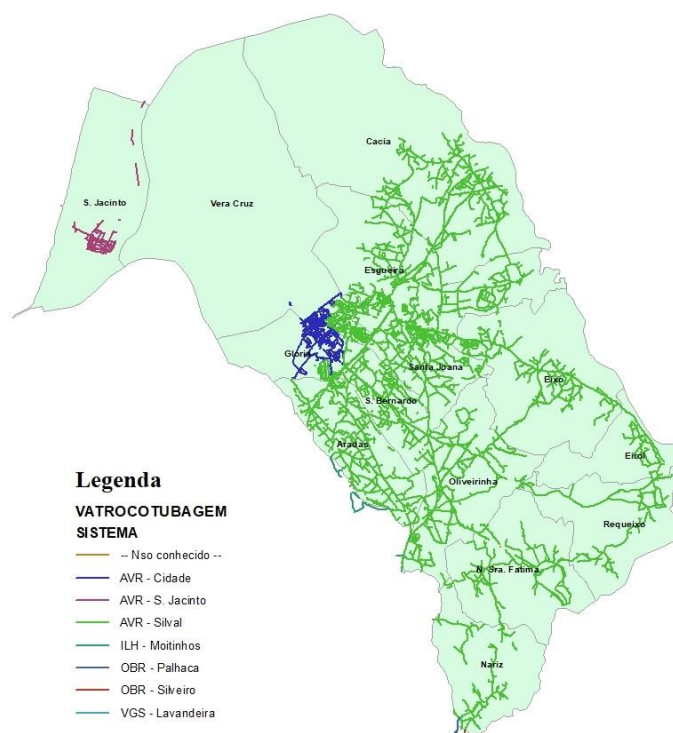 Cacia
S. Jacinto
Vera Cruz
Esgueira
Gloria
Santa Joana
Eixo
S. Bernardo
Aradas
Eirol
Oliveirinha
Requeixo
N. Sra. Fatima
Nariz
Legenda
VATROCOTUBAGEM
SISTEMA
-- Nso conhecido --
AVR - Cidade
AVR - S. Jacinto
AVR - Silval
ILH - Moitinhos
OBR - Palhaca
OBR - Silveiro
VGS - Lavandeira